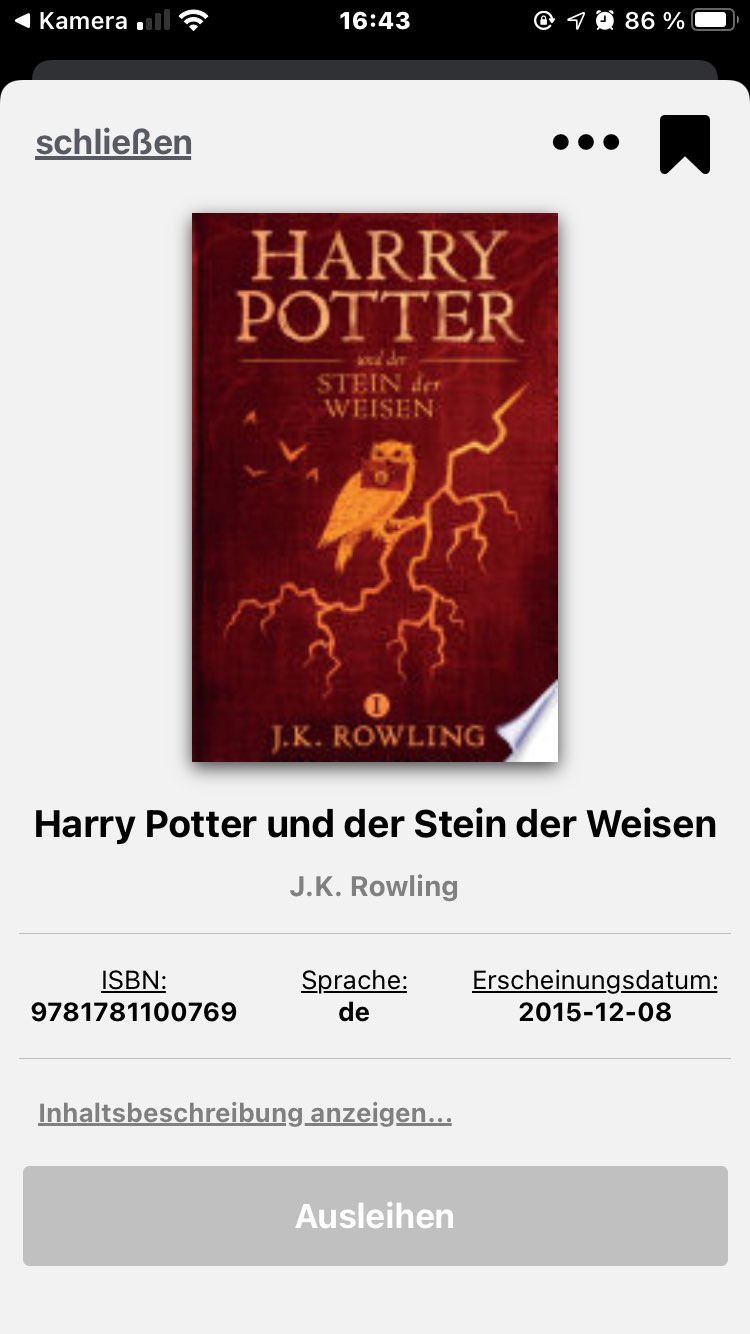 Kamera 16:43 86 %
schließen
HARRY
POTTER
und der
STEIN der
WEISEN
1
J.K. ROWLING
Harry Potter und der Stein der Weisen
J.K. Rowling
ISBN: Sprache: Erscheinungsdatum:
9781781100769 de 2015-12-08
Inhaltsbeschreibung anzeigen...
Ausleihen